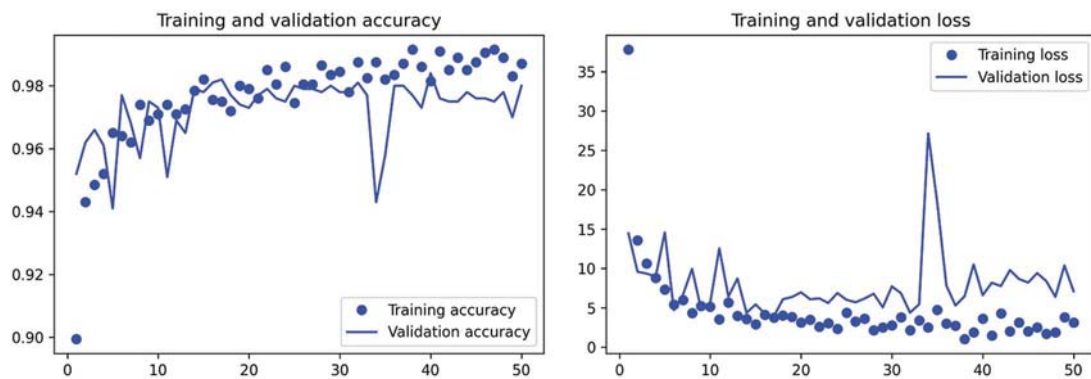 Training and validation accuracy
0.98
0.96
0.94
0.92
0.90
Training accuracy
Validation accuracy
0 10 20 30 40 50
Training and validation loss
35
30
25
20
15
10
5
0
Training loss
Validation loss
0 10 20 30 40 50